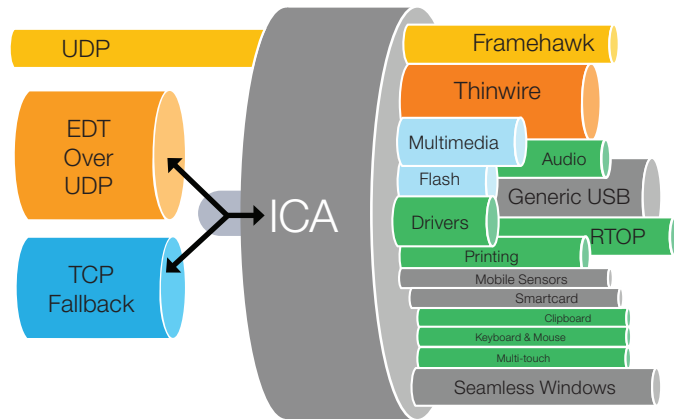 UDP
EDT
Over
UDP
TCP
Fallback
ICA
Framehawk
Thinwire
Multimedia
Audio
Flash
Generic USB
Drivers
RTOP
Printing
Mobile Sensors
Smartcard
Clipboard
Keyboard & Mouse
Multi-touch
Seamless Windows